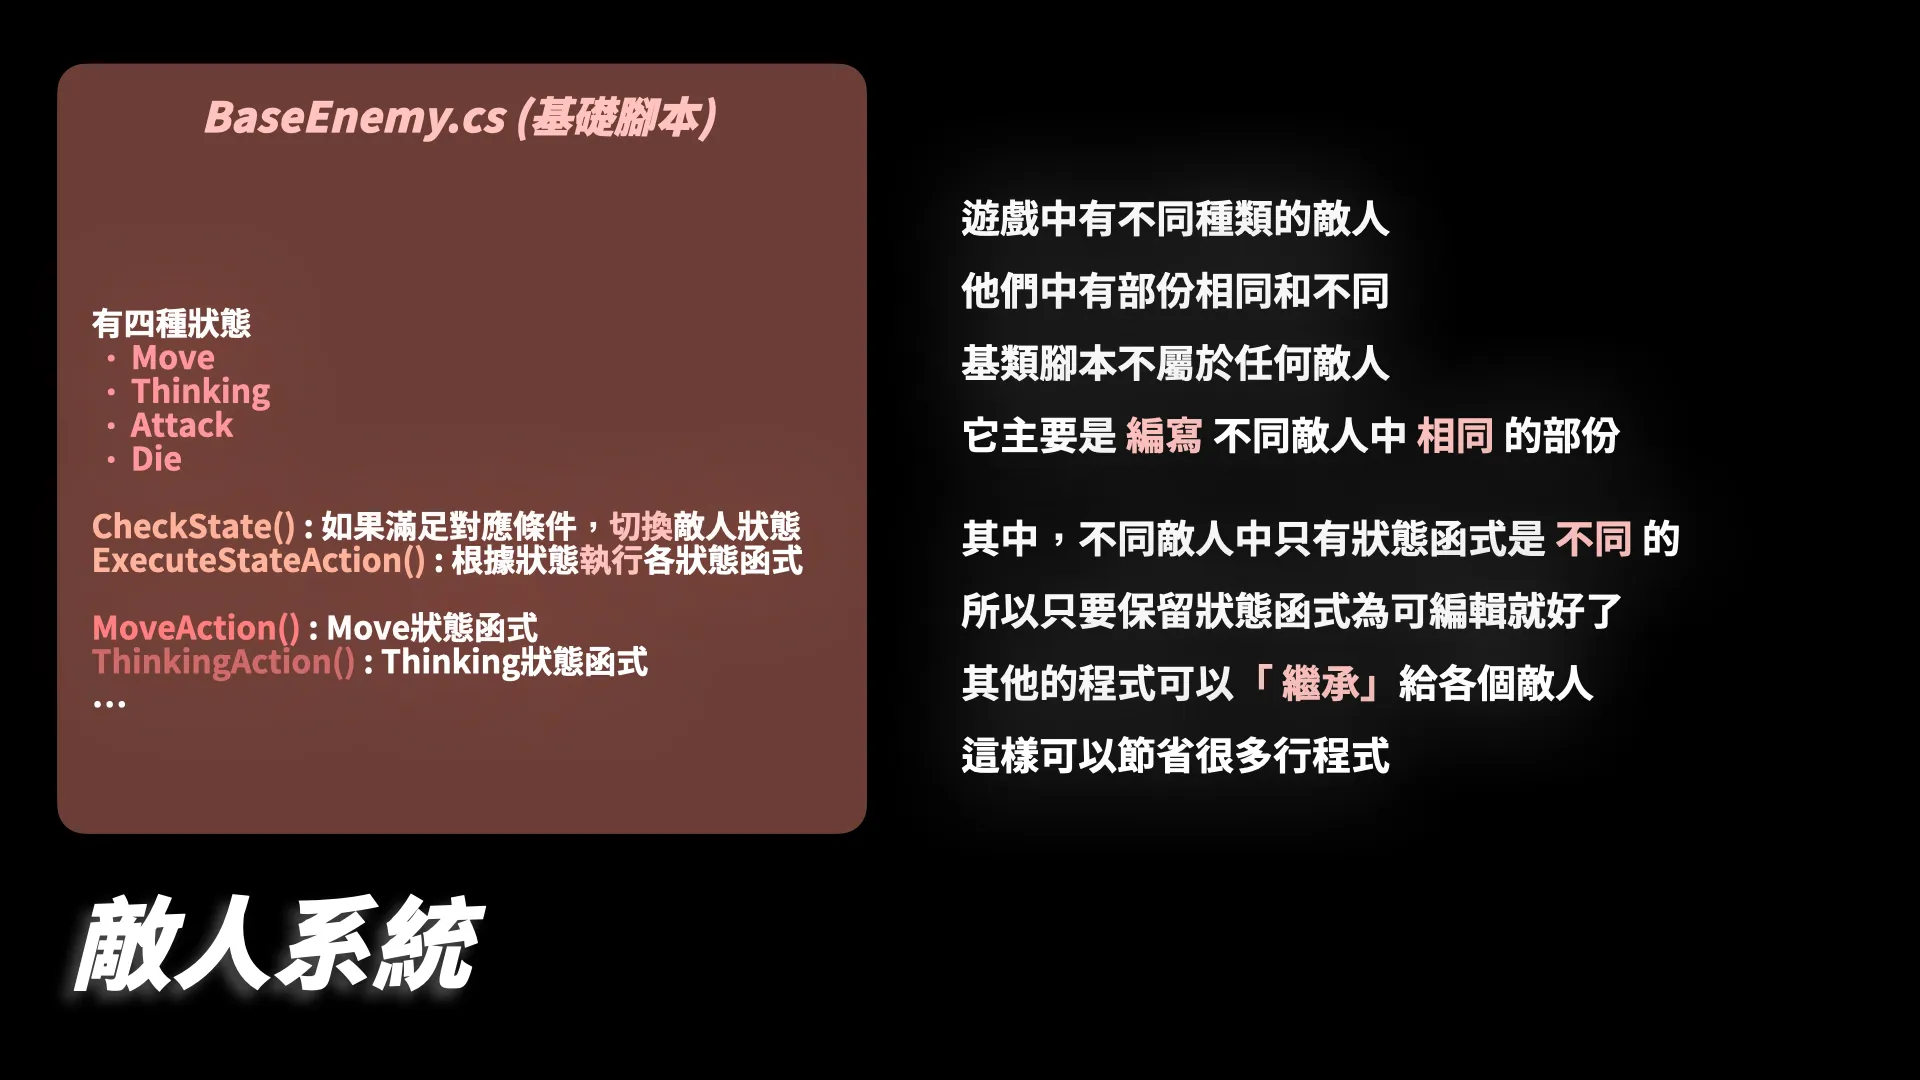 BaseEnemy.cs (基礎腳本)
有四種狀態
• Move
• Thinking
• Attack
• Die
CheckState() : 如果滿足對應條件，切換敵人狀態
ExecuteStateAction() : 根據狀態執行各狀態函式
MoveAction() : Move狀態函式
ThinkingAction() : Thinking狀態函式
...
遊戲中有不同種類的敵人
他們中有部份相同和不同
基類腳本不屬於任何敵人
它主要是 編寫 不同敵人中 相同 的部份
其中，不同敵人中只有狀態函式是 不同 的
所以只要保留狀態函式為可編輯就好了
其他的程式可以「 繼承」給各個敵人
這樣可以節省很多行程式
敵人系統